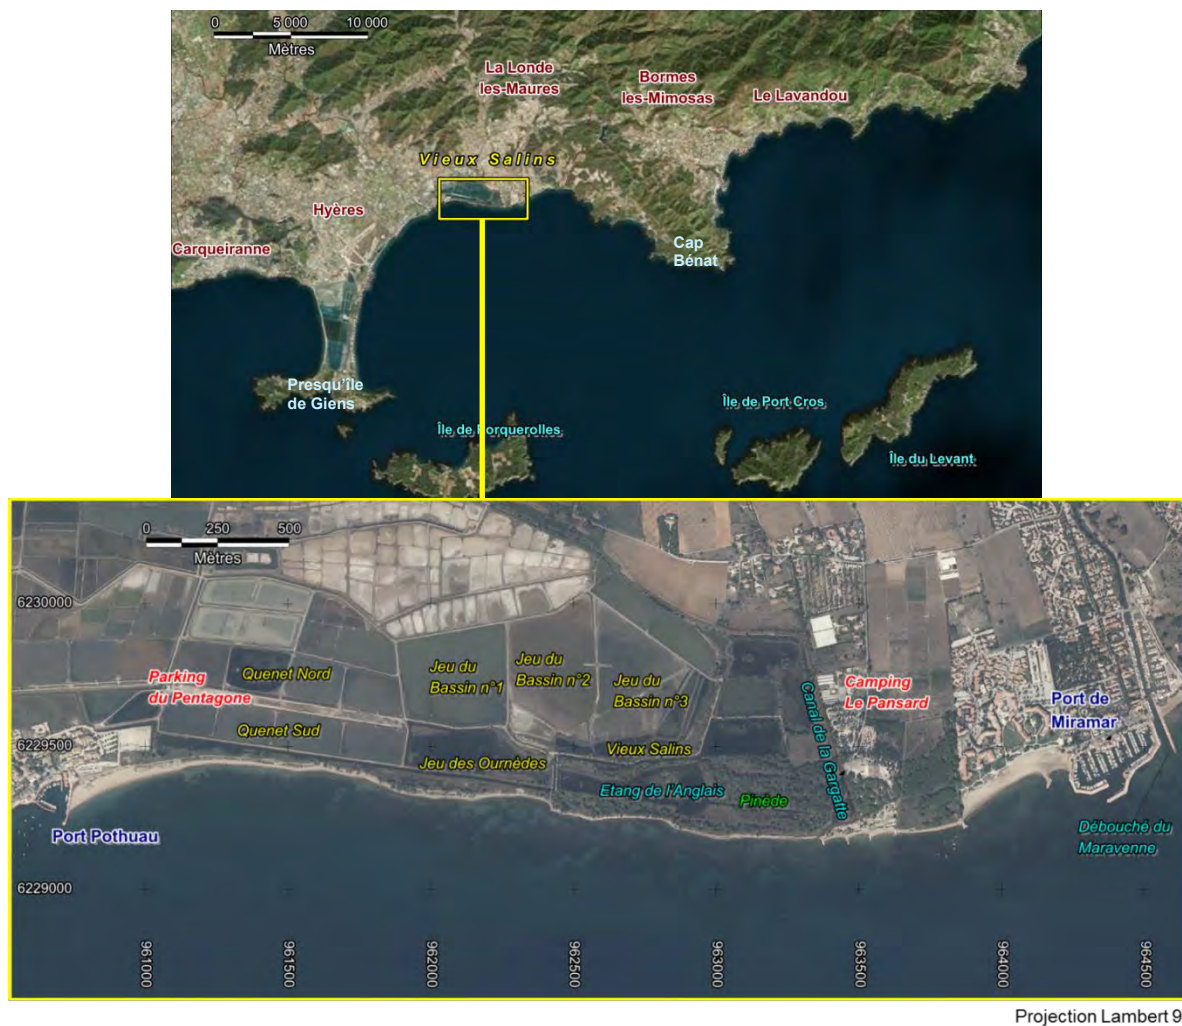 0 5 000 10 000
Mètres
La Londe
les-Maures
Bormes
les-Mimosas
Le Lavandou
Vieux Salins
Hyères
Carqueiranne
Cap
Bénat
Presqu'île
de Giens
Île de Porquerolles
Île de Port-Cros
Île du Levant
0 250 500
Mètres
6230000
Parking
du Pentagone
Quenet Nord
Jeu du
Bassin n°1
Jeu du
Bassin n°2
Jeu du
Bassin n°3
Canal de la Gargatte
Camping
Le Pansard
Port de
Miramar
Quenet Sud
6229500
Jeu des Ournèdes
Vieux Salins
Etang de l'Anglais
Pinède
Port Pothuau
Débouché du
Maravenne
6229000
961000
961500
962000
962500
963000
963500
964000
964500
Projection Lambert 9